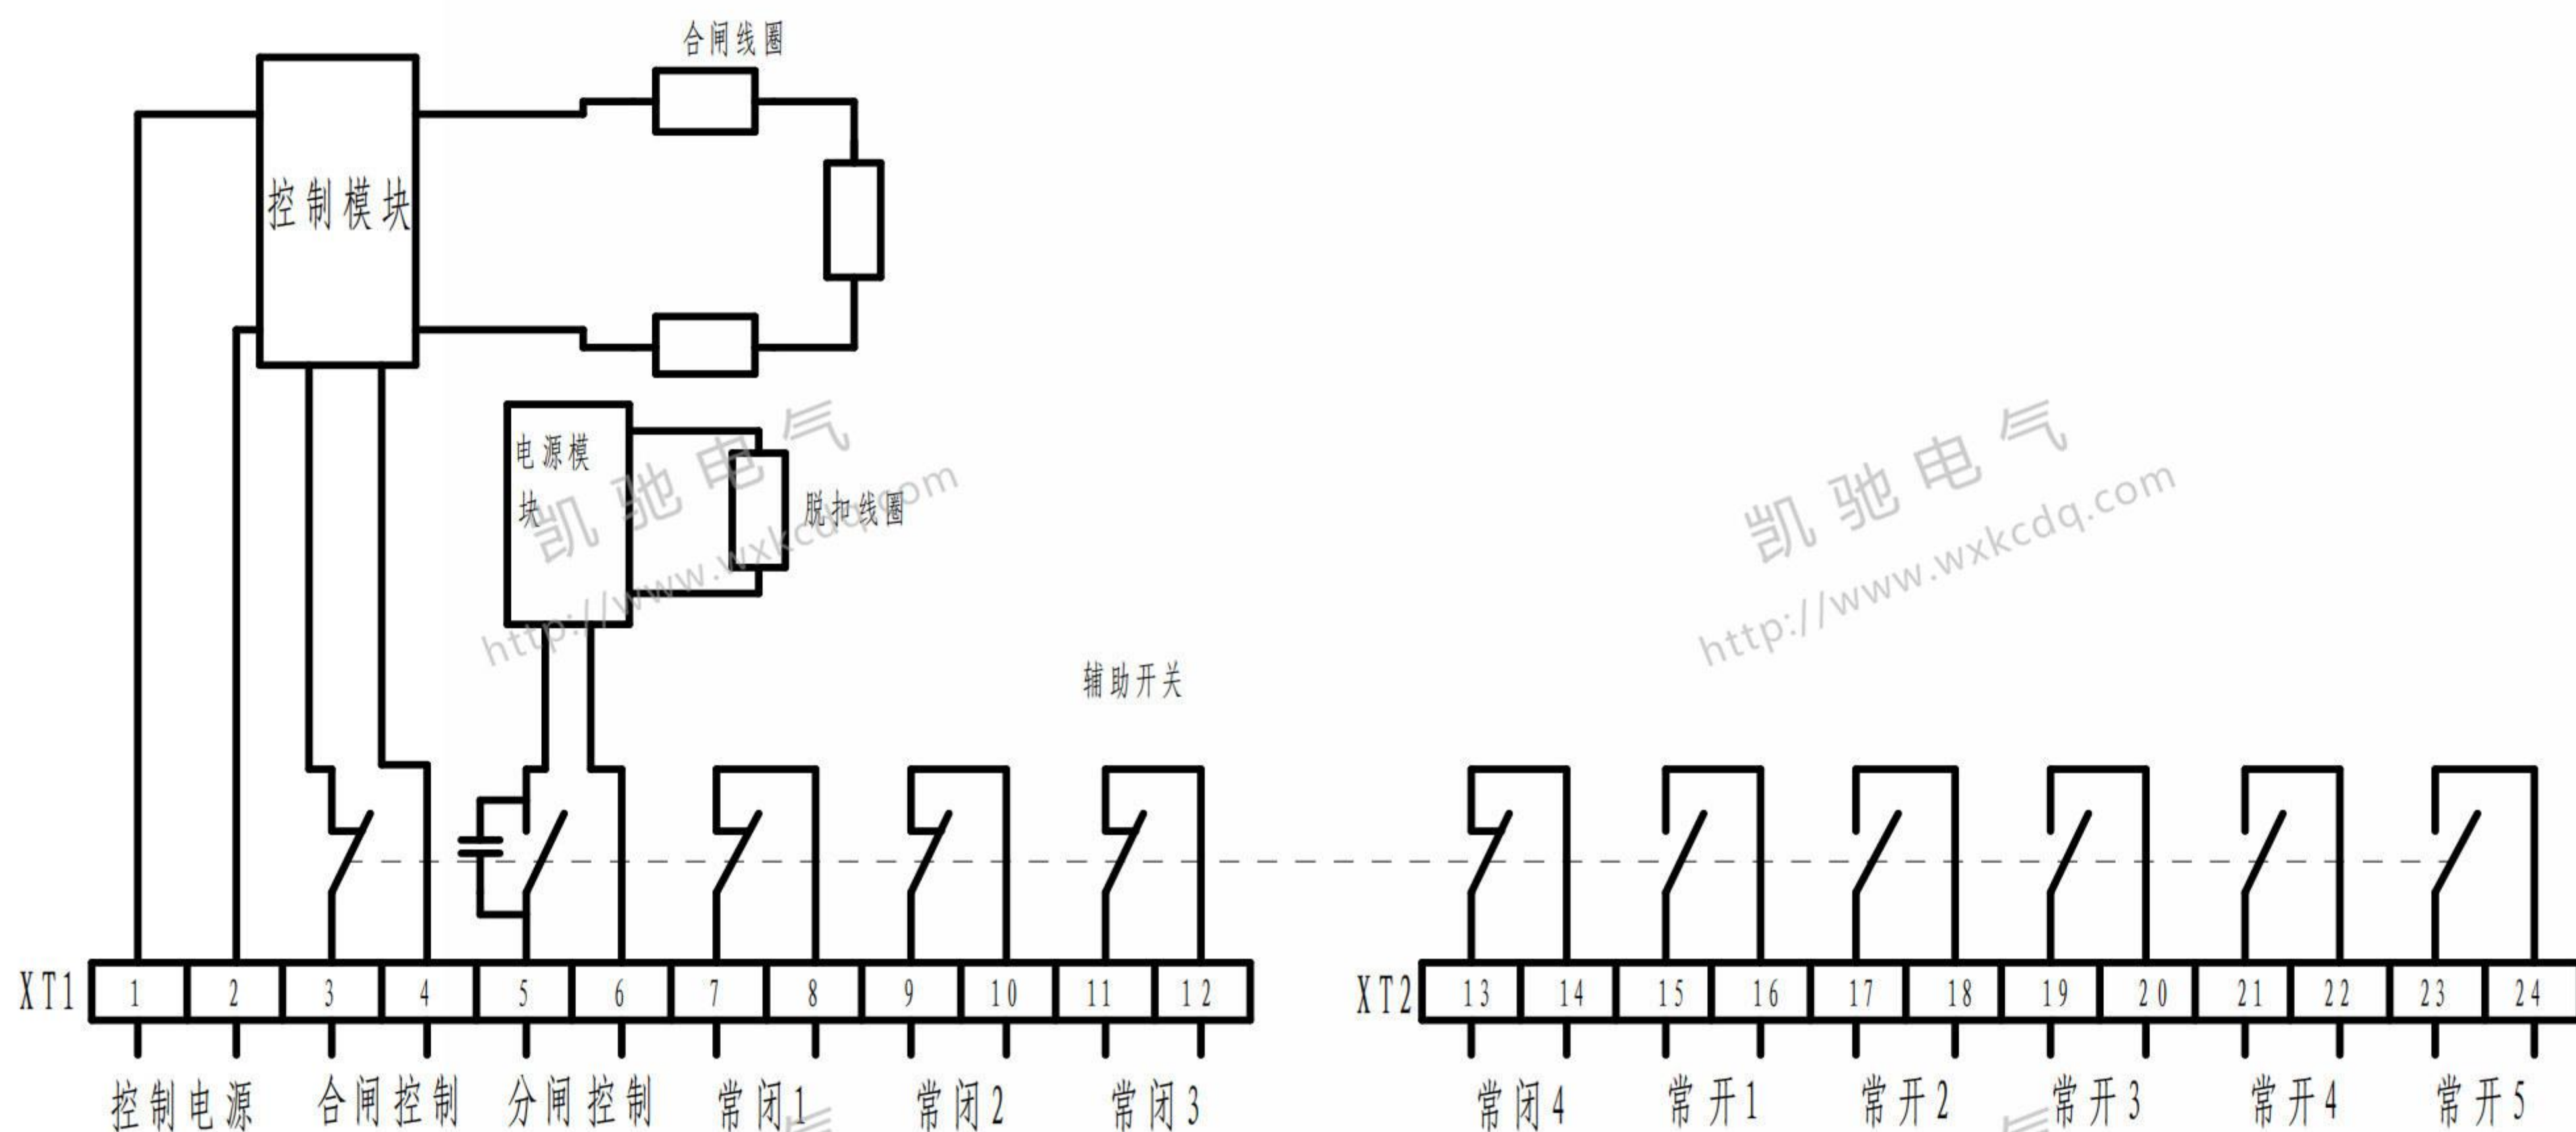 合闸线圈
控制模块
电源模
块
脱扣线圈
凯驰电气
http://www.wxkcdq.com
凯驰电气
http://www.wxkcdq.com
辅助开关
XT1 1 2 3 4 5 6 7 8 9 10 11 12
XT2 13 14 15 16 17 18 19 20 21 22 23 24
控制电源 合闸控制 分闸控制 常闭1 常闭2 常闭3 常闭4 常开1 常开2 常开3 常开4 常开5
气
气